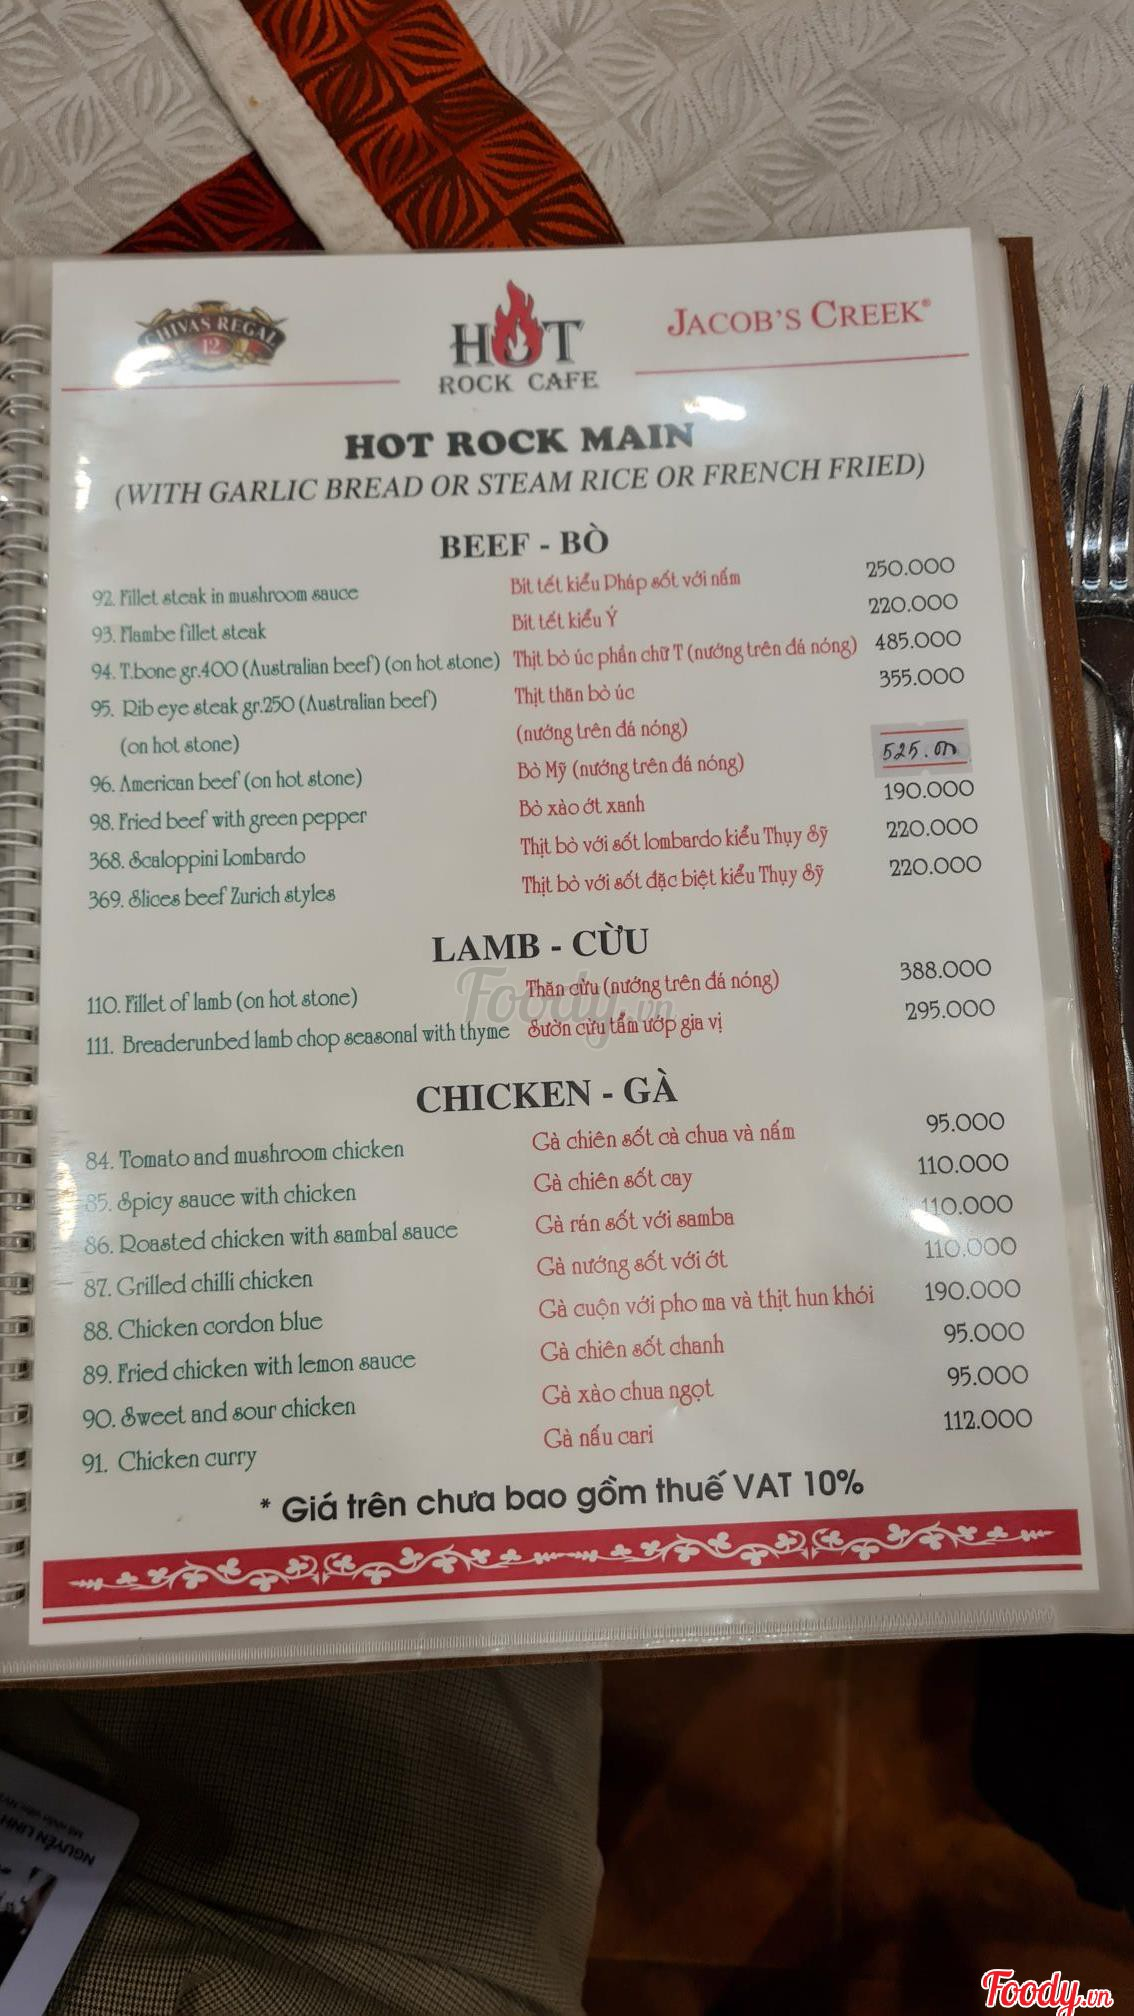 CHIVAS REGAL
12
HOT
ROCK CAFE
JACOB'S CREEK®
HOT ROCK MAIN
(WITH GARLIC BREAD OR STEAM RICE OR FRENCH FRIED)
BEEF - BÒ
92. Fillet steak in mushroom sauce Bít tết kiểu Pháp sốt với nấm 250.000
93. Flambe fillet steak Bít tết kiểu Ý 220.000
94. T.bone gr.400 (Australian beef) (on hot stone) Thịt bò úc phần chữ T (nướng trên đá nóng) 485.000
95. Rib eye steak gr.250 (Australian beef) Thịt thăn bò úc 355.000
(on hot stone) (nướng trên đá nóng)
96. American beef (on hot stone) Bò Mỹ (nướng trên đá nóng) 525.000
98. Fried beef with green pepper Bò xào ớt xanh 190.000
368. Scaloppini Lombardo Thịt bò với sốt lombardo kiểu Thụy Sỹ 220.000
369. Slices beef Zurich styles Thịt bò với sốt đặc biệt kiểu Thụy Sỹ 220.000
LAMB - CỪU
110. Fillet of lamb (on hot stone) Thăn cừu (nướng trên đá nóng) 388.000
111. Breaderunbed lamb chop seasonal with thyme Sườn cừu tẩm ướp gia vị 295.000
CHICKEN - GÀ
84. Tomato and mushroom chicken Gà chiên sốt cà chua và nấm 95.000
85. Spicy sauce with chicken Gà chiên sốt cay 110.000
86. Roasted chicken with sambal sauce Gà rán sốt với samba 110.000
87. Grilled chilli chicken Gà nướng sốt với ớt 110.000
88. Chicken cordon blue Gà cuộn với pho ma và thịt hun khói 190.000
89. Fried chicken with lemon sauce Gà chiên sốt chanh 95.000
90. Sweet and sour chicken Gà xào chua ngọt 95.000
91. Chicken curry Gà nấu cari 112.000
* Giá trên chưa bao gồm thuế VAT 10%
Foody.vn
NGUYỄN LINH
Foody.vn